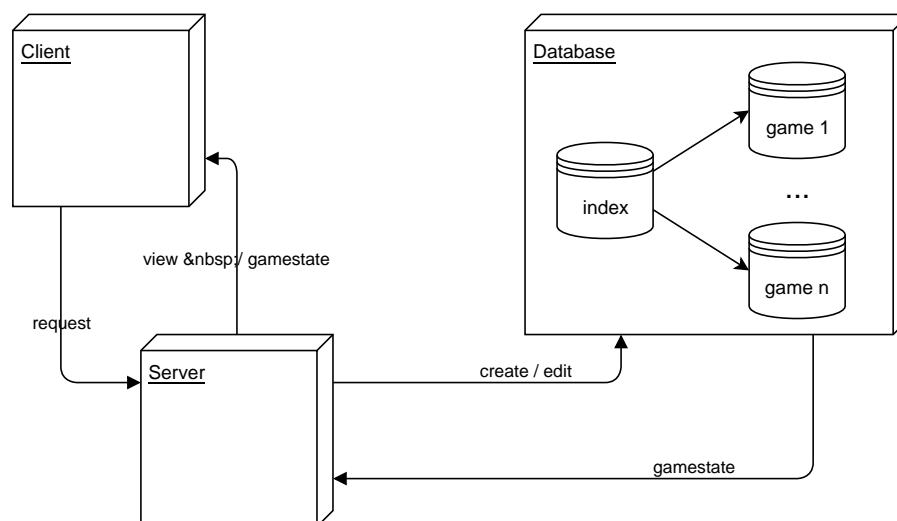 Client
Database
game 1
index
...
game n
view &nbsp;/ gamestate
request
Server
create / edit
gamestate